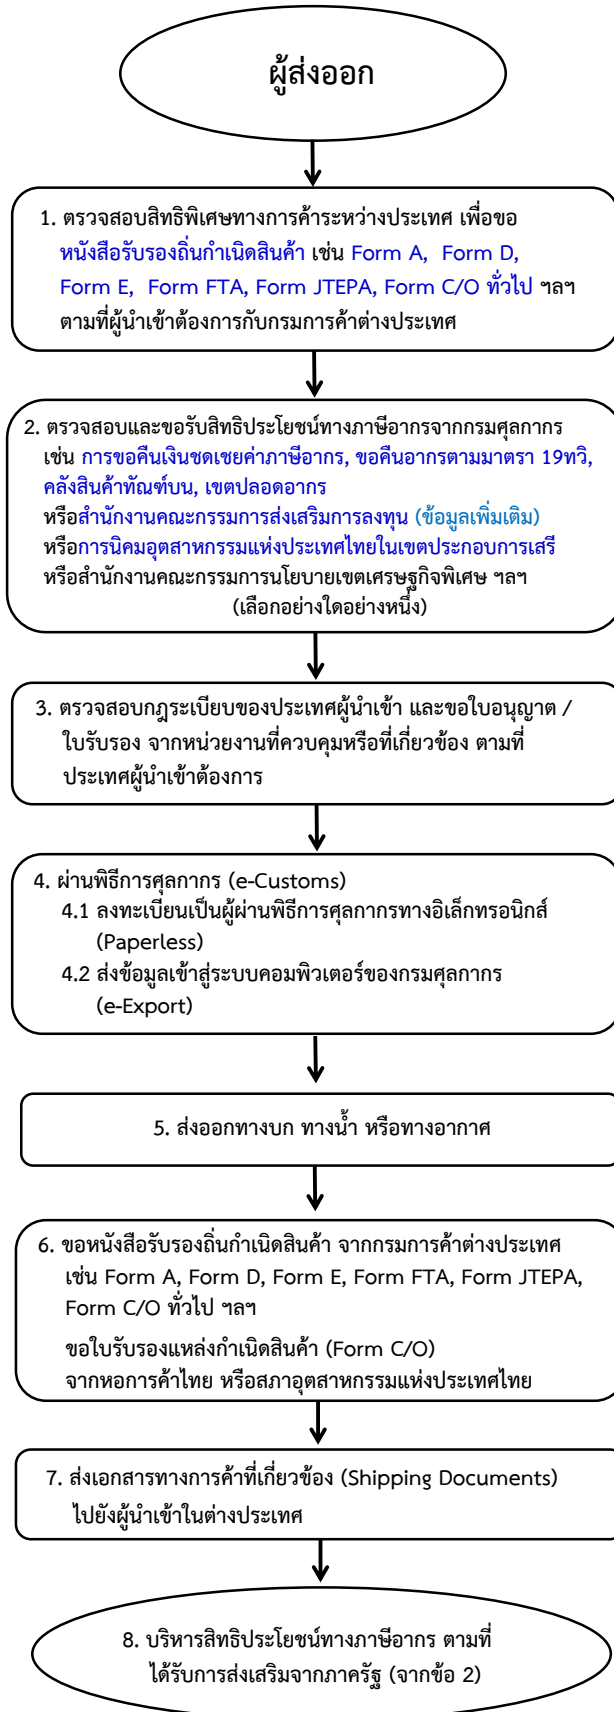 ผู้ส่งออก
1. ตรวจสอบสิทธิพิเศษทางการค้าระหว่างประเทศ เพื่อขอ
หนังสือรับรองถิ่นกำเนิดสินค้า เช่น Form A, Form D,
Form E, Form FTA, Form JTEPA, Form C/O ทั่วไป ฯลฯ
ตามที่ผู้นำเข้าต้องการกับกรมการค้าต่างประเทศ
2. ตรวจสอบและขอรับสิทธิประโยชน์ทางภาษีอากรจากกรมศุลกากร
เช่น การขอคืนเงินชดเชยค่าภาษีอากร, ขอคืนอากรตามมาตรา 19ทวิ,
คลังสินค้าทัณฑ์บน, เขตปลอดอากร
หรือสำนักงานคณะกรรมการส่งเสริมการลงทุน (ข้อมูลเพิ่มเติม)
หรือการนิคมอุตสาหกรรมแห่งประเทศไทยในเขตประกอบการเสรี
หรือสำนักงานคณะกรรมการนโยบายเขตเศรษฐกิจพิเศษ ฯลฯ
(เลือกอย่างใดอย่างหนึ่ง)
3. ตรวจสอบกฎระเบียบของประเทศผู้นำเข้า และขอใบอนุญาต /
ใบรับรอง จากหน่วยงานที่ควบคุมหรือที่เกี่ยวข้อง ตามที่
ประเทศผู้นำเข้าต้องการ
4. ผ่านพิธีการศุลกากร (e-Customs)
4.1 ลงทะเบียนเป็นผู้ผ่านพิธีการศุลกากรทางอิเล็กทรอนิกส์
(Paperless)
4.2 ส่งข้อมูลเข้าสู่ระบบคอมพิวเตอร์ของกรมศุลกากร
(e-Export)
5. ส่งออกทางบก ทางน้ำ หรือทางอากาศ
6. ขอหนังสือรับรองถิ่นกำเนิดสินค้า จากกรมการค้าต่างประเทศ
เช่น Form A, Form D, Form E, Form FTA, Form JTEPA,
Form C/O ทั่วไป ฯลฯ
ขอใบรับรองแหล่งกำเนิดสินค้า (Form C/O)
จากหอการค้าไทย หรือสภาอุตสาหกรรมแห่งประเทศไทย
7. ส่งเอกสารทางการค้าที่เกี่ยวข้อง (Shipping Documents)
ไปยังผู้นำเข้าในต่างประเทศ
8. บริหารสิทธิประโยชน์ทางภาษีอากร ตามที่
ได้รับการส่งเสริมจากภาครัฐ (จากข้อ 2)